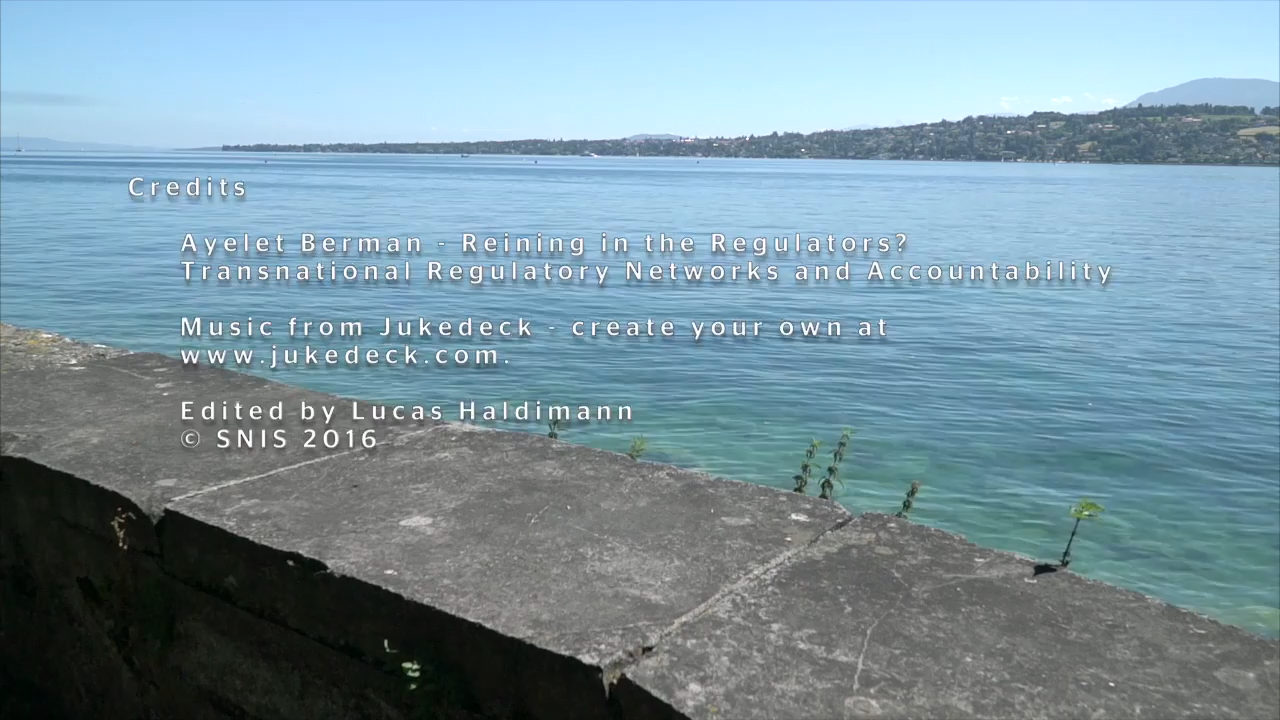 Credits
Ayelet Berman - Reining in the Regulators?
Transnational Regulatory Networks and Accountability
Music from Jukedeck - create your own at
www.jukedeck.com.
Edited by Lucas Haldimann
© SNIS 2016